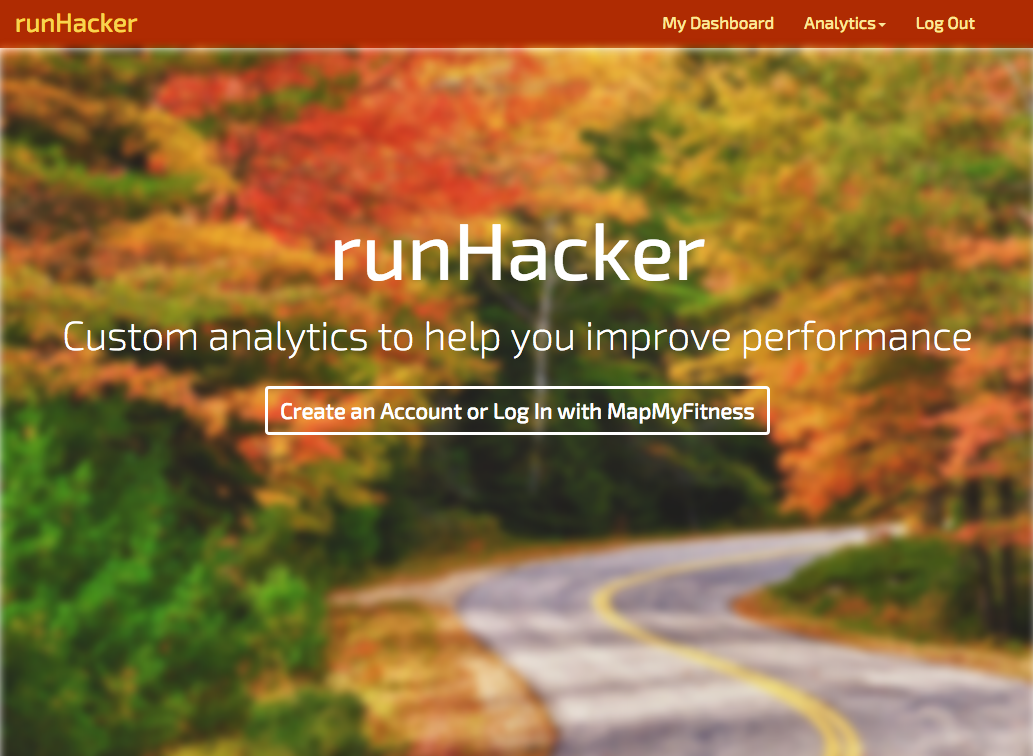 runHacker My Dashboard Analytics Log Out
runHacker
Custom analytics to help you improve performance
Create an Account or Log In with MapMyFitness